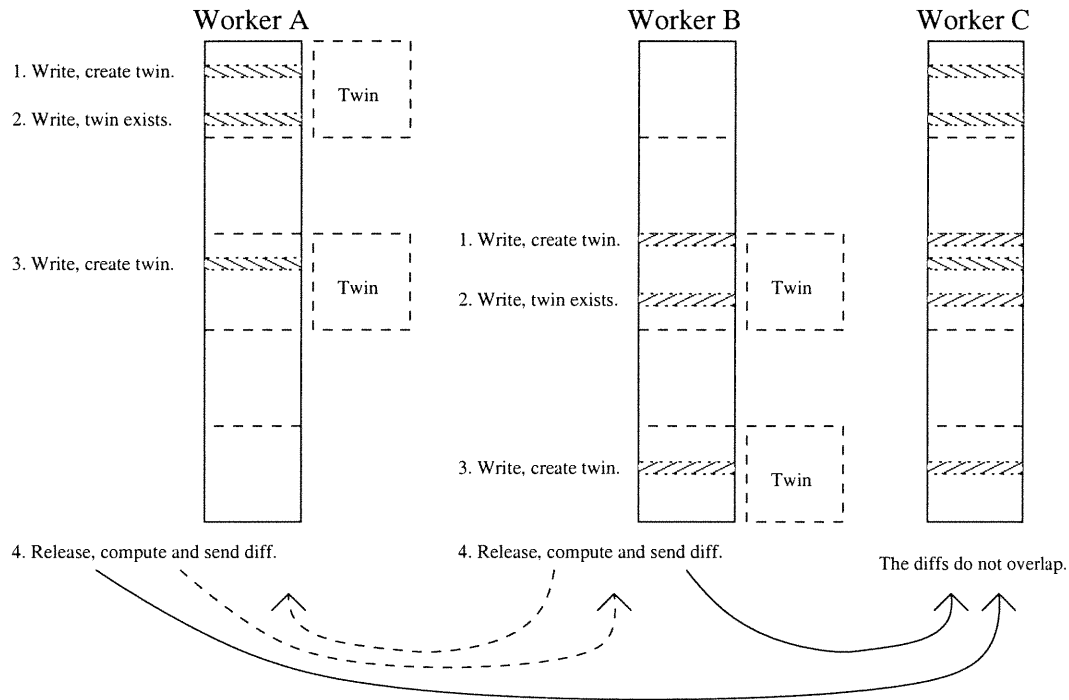 Worker A
Worker B
Worker C
1. Write, create twin.
Twin
2. Write, twin exists.
1. Write, create twin.
3. Write, create twin.
Twin
Twin
2. Write, twin exists.
3. Write, create twin.
Twin
4. Release, compute and send diff.
4. Release, compute and send diff.
The diffs do not overlap.